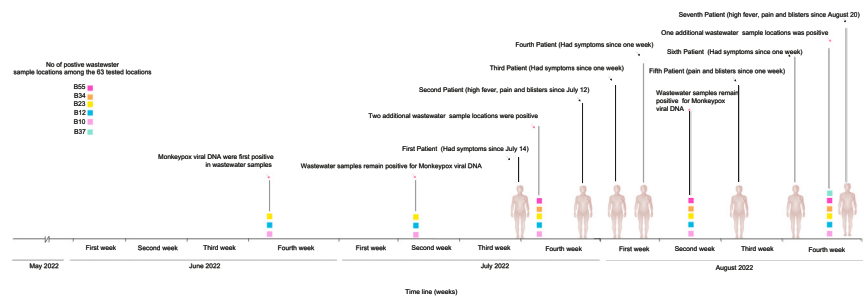 Seventh Patient (high fever, pain and blisters since August 20)
One additional wastewater sample locations was positive
Fourth Patient (Had symptoms since one week)
Sixth Patient (Had symptoms since one week)
No of postive wastewster
sample locations among the 63 tested locations
Third Patient (Had symptoms since one week)
Fifth Patient (pain and blisters since one week)
B55
B34
B23
B12
B10
B37
Second Patient (high fever, pain and blisters since July 12)
Wastewater samples remain
positive for Monkeypox
viral DNA
Two additional wastewater sample locations were positive
First Patient (Had symptoms since July 14)
Monkeypox viral DNA were first positive
in wastewater samples
Wastewater samples remain positive for Monkeypox viral DNA
First week
Second week
Third week
Fourth week
First week
Second week
Third week
Fourth week
First week
Second week
Third week
Fourth week
May 2022
June 2022
July 2022
August 2022
Time line (weeks)